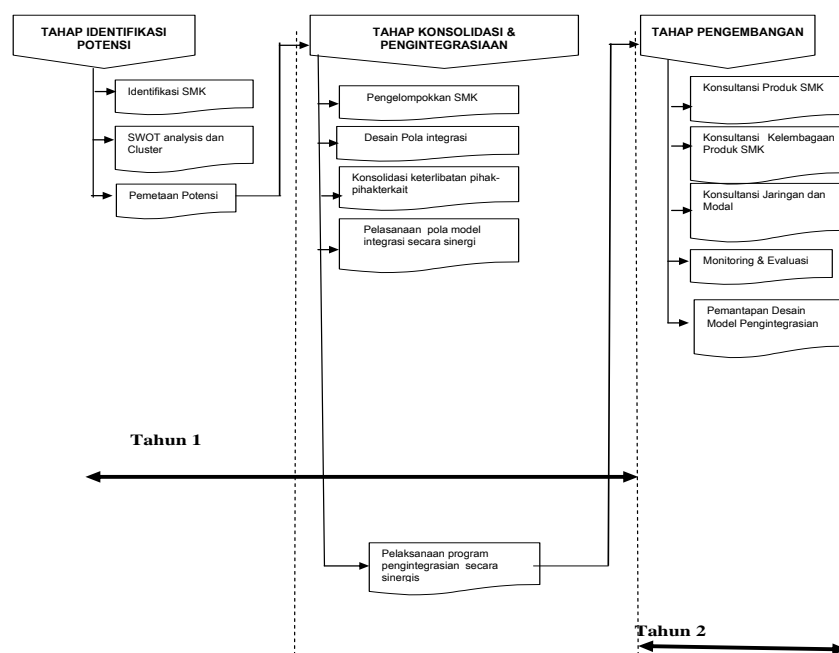 TAHAP IDENTIFIKASI
POTENSI
Identifikasi SMK
SWOT analysis dan
Cluster
Pemetaan Potensi
TAHAP KONSOLIDASI &
PENGINTEGRASIAAN
Pengelompokkan SMK
Desain Pola integrasi
Konsolidasi keterlibatan pihak-
pihakterkait
Pelasanaan pola model
integrasi secara sinergi
Pelaksanaan program
pengintegrasian secara
sinergis
TAHAP PENGEMBANGAN
Konsultansi Produk SMK
Konsultansi Kelembagaan
Produk SMK
Konsultansi Jaringan dan
Modal
Monitoring & Evaluasi
Pemantapan Desain
Model Pengintegrasian
Tahun 1
Tahun 2